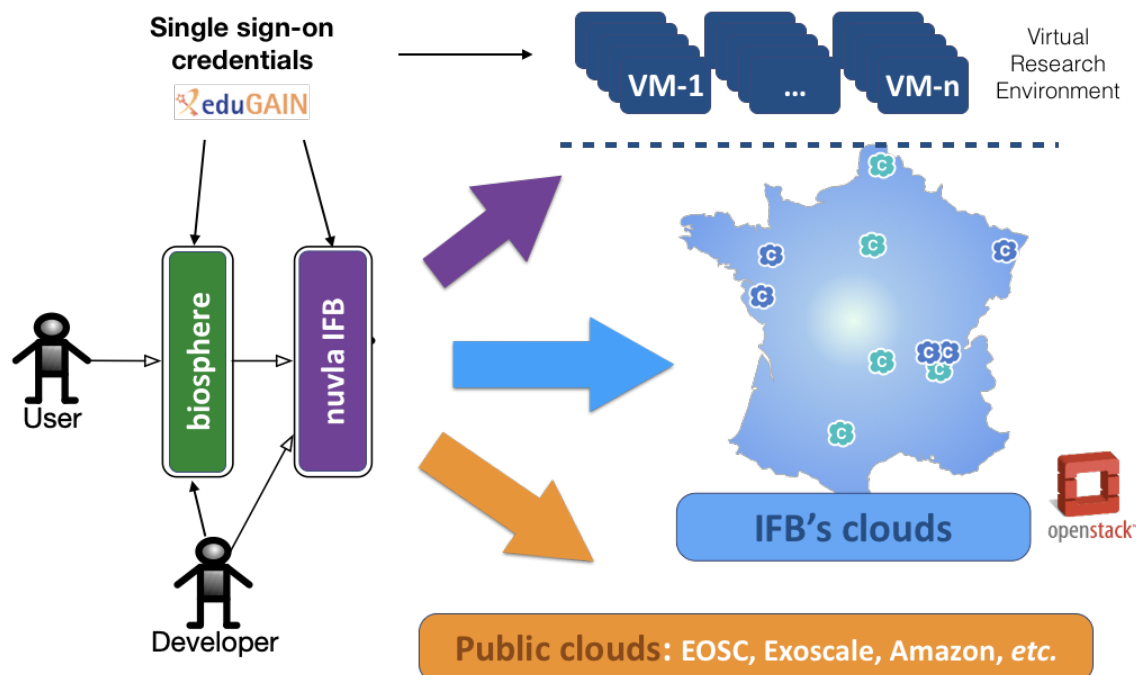 Single sign-on
credentials
eduGAIN
VM-1
...
VM-n
Virtual
Research
Environment
C
C
C
C
C
C
C
C
C
C
biosphere
nuvla IFB
User
Developer
IFB's clouds
openstack
Public clouds: EOSC, Exoscale, Amazon, etc.